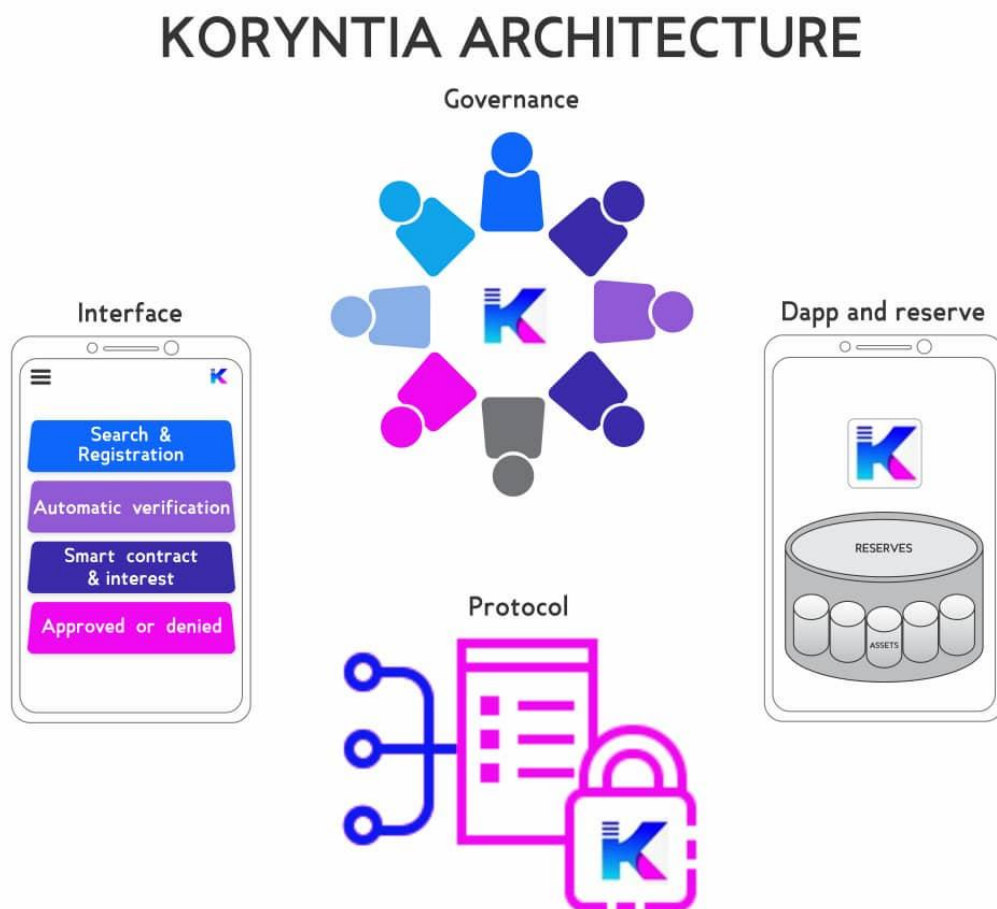 KORYNTIA ARCHITECTURE
Governance
Interface
Search &
Registration
Automatic verification
Smart contract
& interest
Approved or denied
Dapp and reserve
RESERVES
ASSETS
Protocol